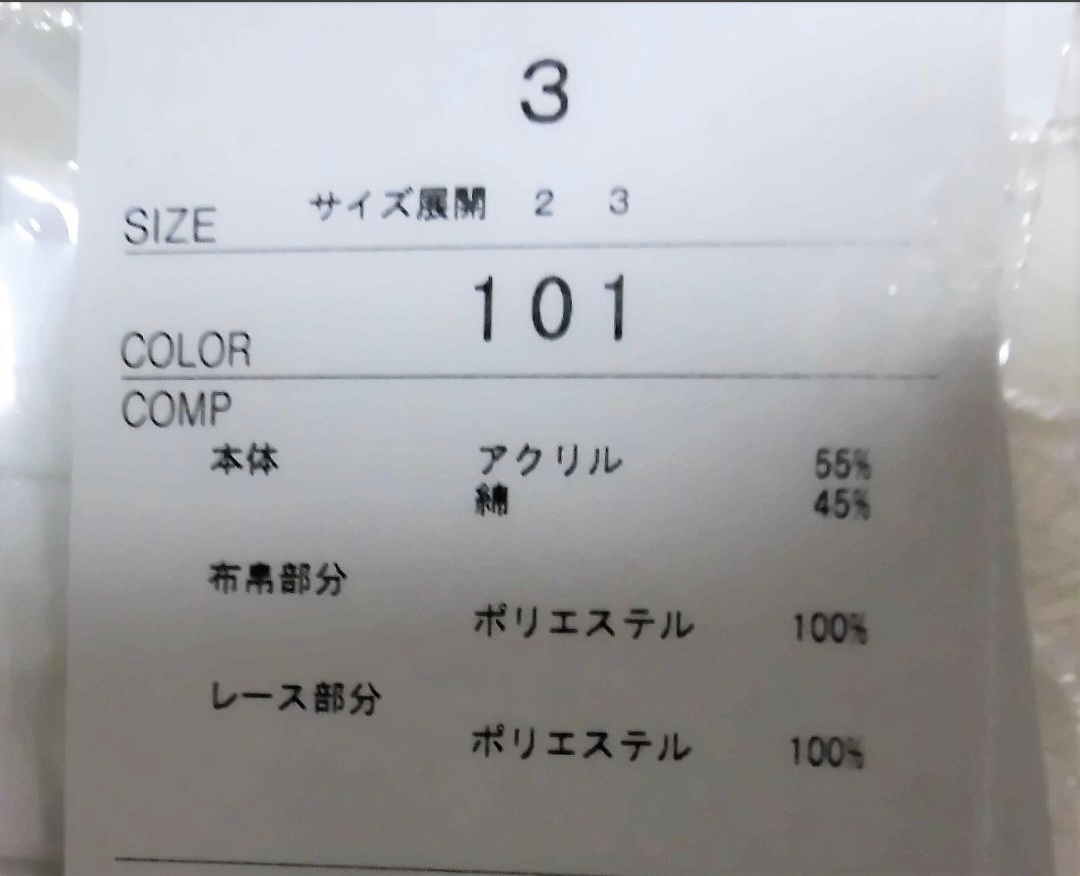 3
SIZE サイズ展開 2 3
101
COLOR
COMP
本体 アクリル 55%
綿 45%
布帛部分
ポリエステル 100%
レース部分
ポリエステル 100%